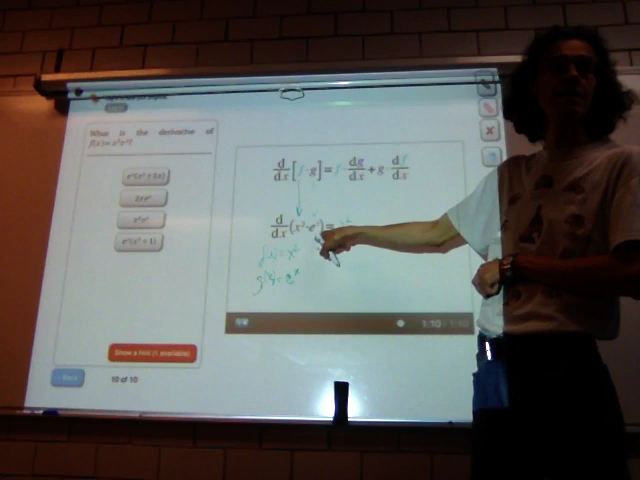 What is the derivative of
f(x) = x²eˣ?
eˣ(x² + 2x)
2xeˣ
x²eˣ
eˣ(x² + 1)
Show a hint (1 available)
10 of 10
d/dx [f·g] = f · dg/dx + g · df/dx
d/dx (x²·eˣ) =
f(x) = x²
g(x) = eˣ
1:10